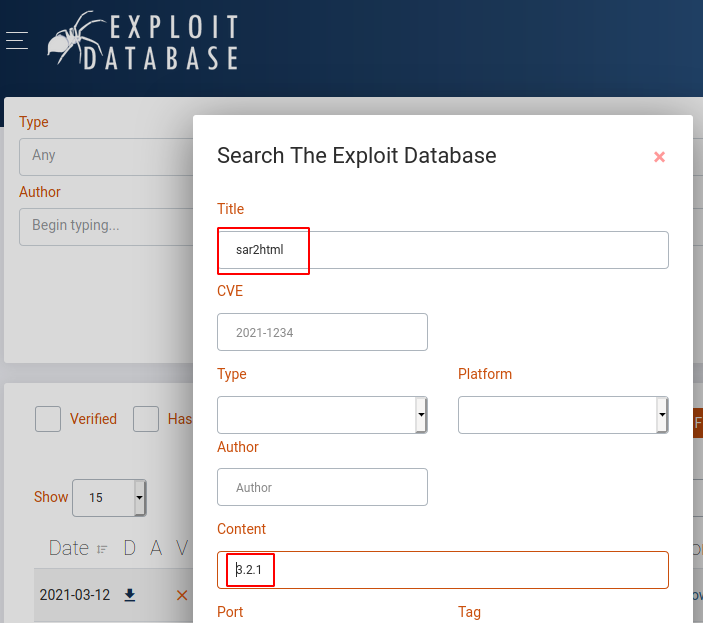 EXPLOIT
DATABASE
Type
Any
Author
Begin typing...
Search The Exploit Database
×
Title
sar2html
CVE
2021-1234
Type
Platform
Author
Author
Content
3.2.1
Port
Tag
Verified
Has
Show
15
Date
D
A
V
2021-03-12
F